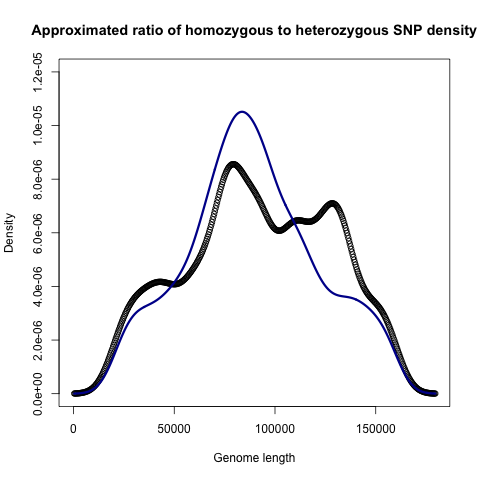 Approximated ratio of homozygous to heterozygous SNP density
1.2e-05
1.0e-05
8.0e-06
6.0e-06
4.0e-06
2.0e-06
0.0e+00
Density
0 50000 100000 150000
Genome length